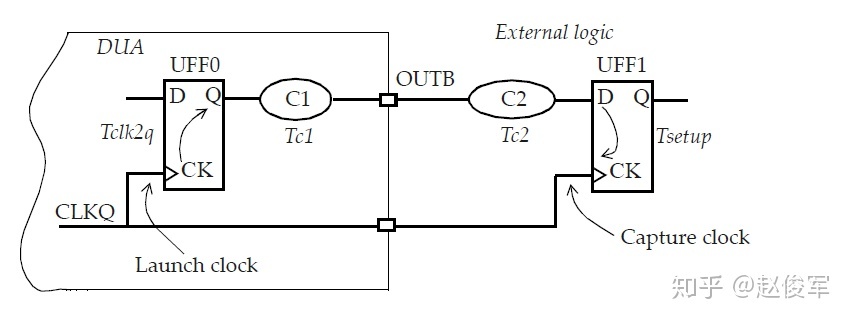 DUA
External logic
UFF0
UFF1
OUTB
D
Q
C1
C2
D
Q
Tclk2q
Tc1
Tc2
Tsetup
CK
CK
CLKQ
Launch clock
Capture clock
知乎 @赵俊军